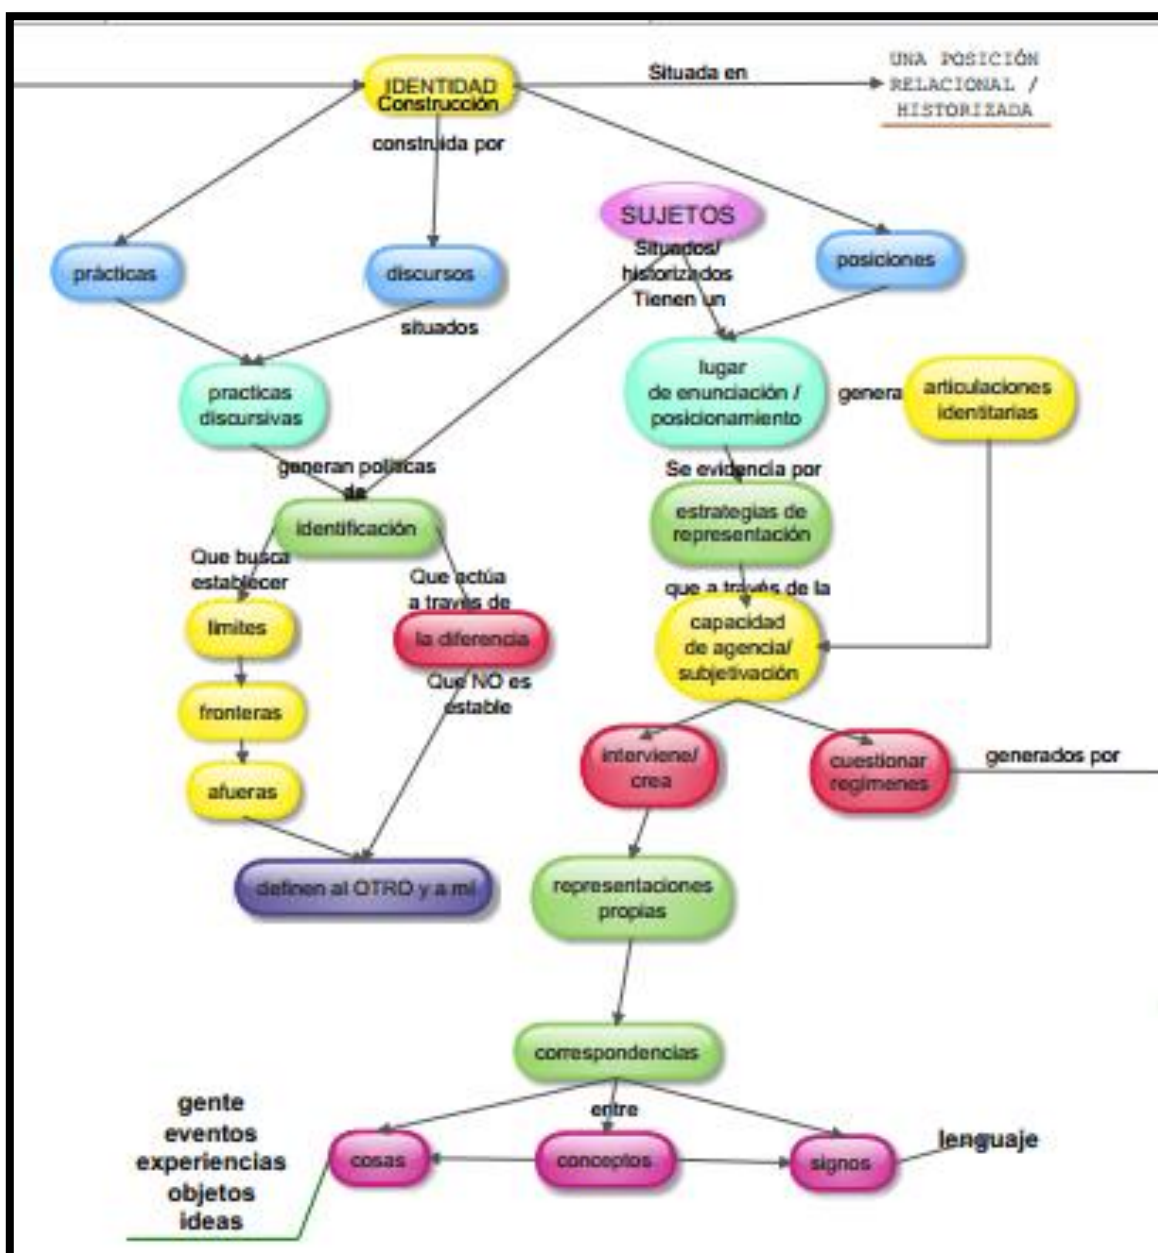 UNA POSICIÓN
RELACIONAL /
HISTORIZADA
Situada en
IDENTIDAD
Construcción
construida por
SUJETOS
Situados/
historizados
Tienen un
prácticas
discursos
posiciones
situados
practicas
discursivas
lugar
de enunciación /
posicionamiento
genera
articulaciones
identitarias
generan políacas
de
Se evidencia por
identificación
estrategias de
representación
Que busca
establecer
Que actúa
a través de
que a través de la
límites
la diferencia
capacidad
de agencia/
subjetivación
Que NO es
estable
fronteras
afueras
interviene/
crea
cuestionar
regímenes
generados por
definen al OTRO y a mí
representaciones
propias
correspondencias
entre
gente
eventos
experiencias
objetos
ideas
cosas
conceptos
signos
lenguaje